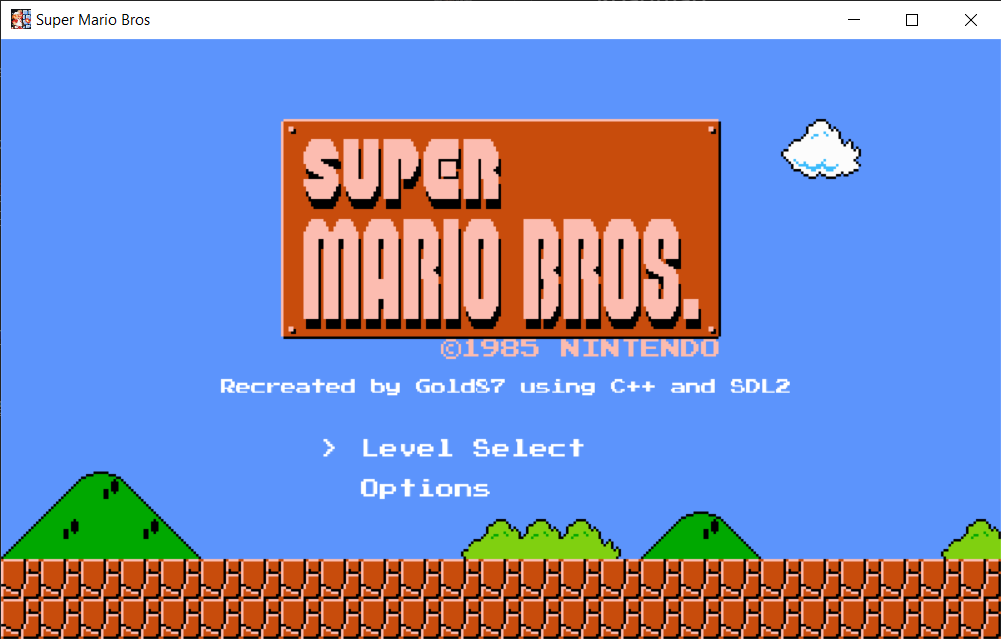 Super Mario Bros
SUPER
MARIO BROS.
©1985 NINTENDO
Recreated by Gold87 using C++ and SDL2
> Level Select
Options